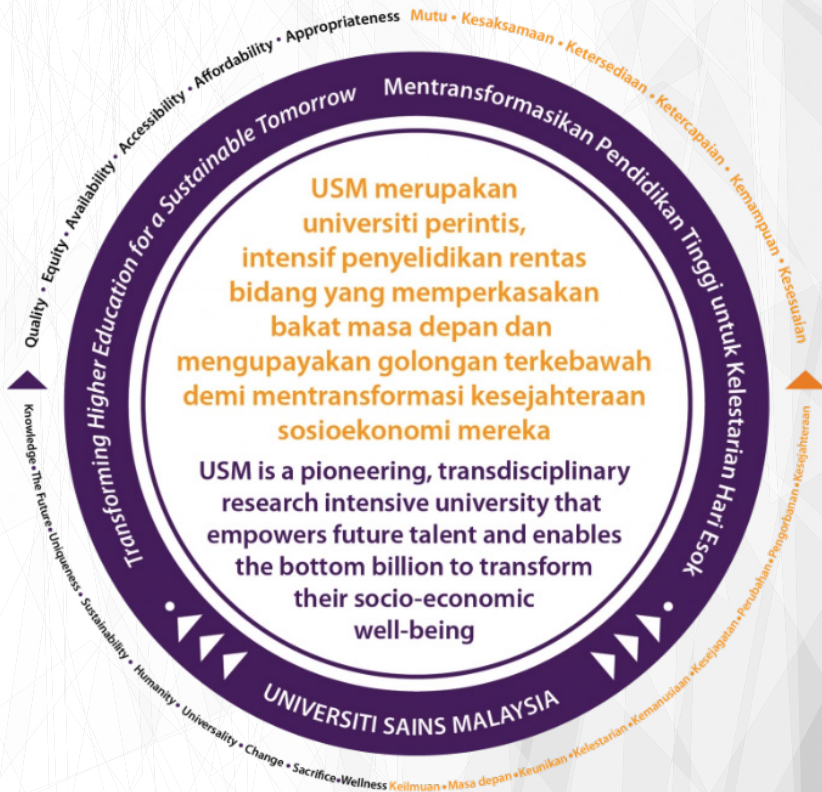 Quality • Equity • Availability • Accessibility • Affordability • Appropriateness
Mutu • Kesaksamaan • Ketersediaan • Ketercapaian • Kemampuan • Kesesuaian
Transforming Higher Education for a Sustainable Tomorrow
Mentransformasikan Pendidikan Tinggi untuk Kelestarian Hari Esok
USM merupakan
universiti perintis,
intensif penyelidikan rentas
bidang yang memperkasakan
bakat masa depan dan
mengupayakan golongan terkebawah
demi mentransformasi kesejahteraan
sosioekonomi mereka
USM is a pioneering, transdisciplinary
research intensive university that
empowers future talent and enables
the bottom billion to transform
their socio-economic
well-being
UNIVERSITI SAINS MALAYSIA
Knowledge • The Future • Uniqueness • Sustainability • Humanity • Universality • Change • Sacrifice • Wellness
Keilmuan • Masa depan • Keunikan • Kelestarian • Kemanusiaan • Kesejagatan • Perubahan • Pengorbanan • Kesejahteraan